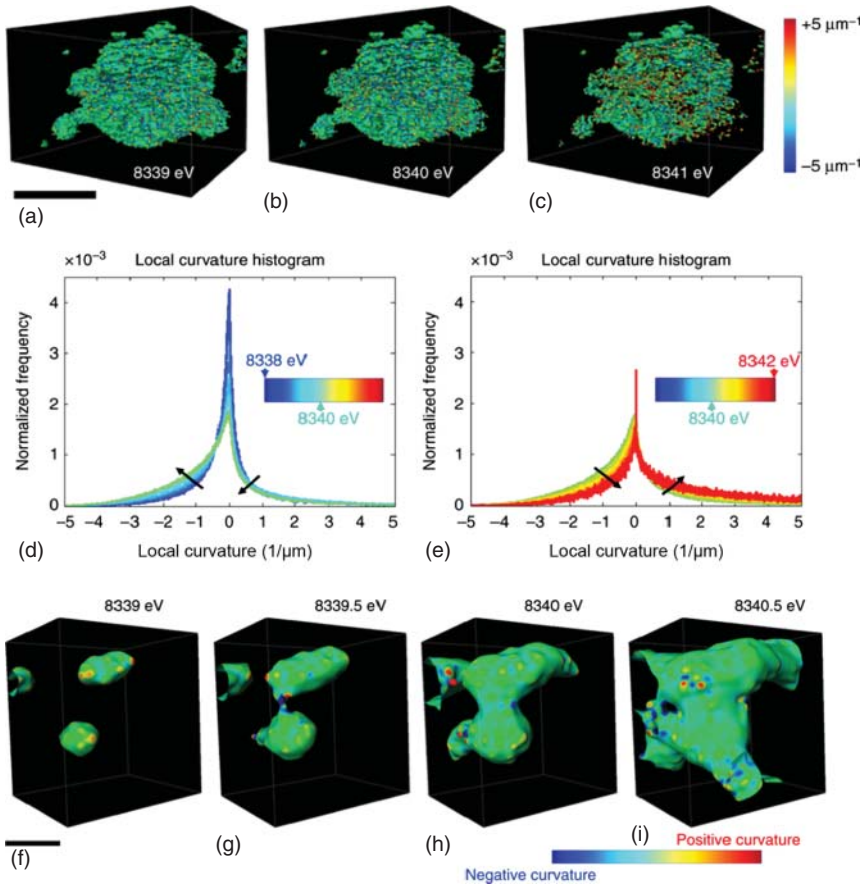 +5 µm⁻¹
−5 µm⁻¹
8339 eV
8340 eV
8341 eV
(a)
(b)
(c)
×10⁻³
Local curvature histogram
Normalized frequency
4
3
2
1
0
8338 eV
8340 eV
−5 −4 −3 −2 −1 0 1 2 3 4 5
(d)
Local curvature (1/µm)
×10⁻³
Local curvature histogram
Normalized frequency
4
3
2
1
0
8342 eV
8340 eV
−5 −4 −3 −2 −1 0 1 2 3 4 5
(e)
Local curvature (1/µm)
8339 eV
8339.5 eV
8340 eV
8340.5 eV
(f)
(g)
(h)
(i)
Positive curvature
Negative curvature